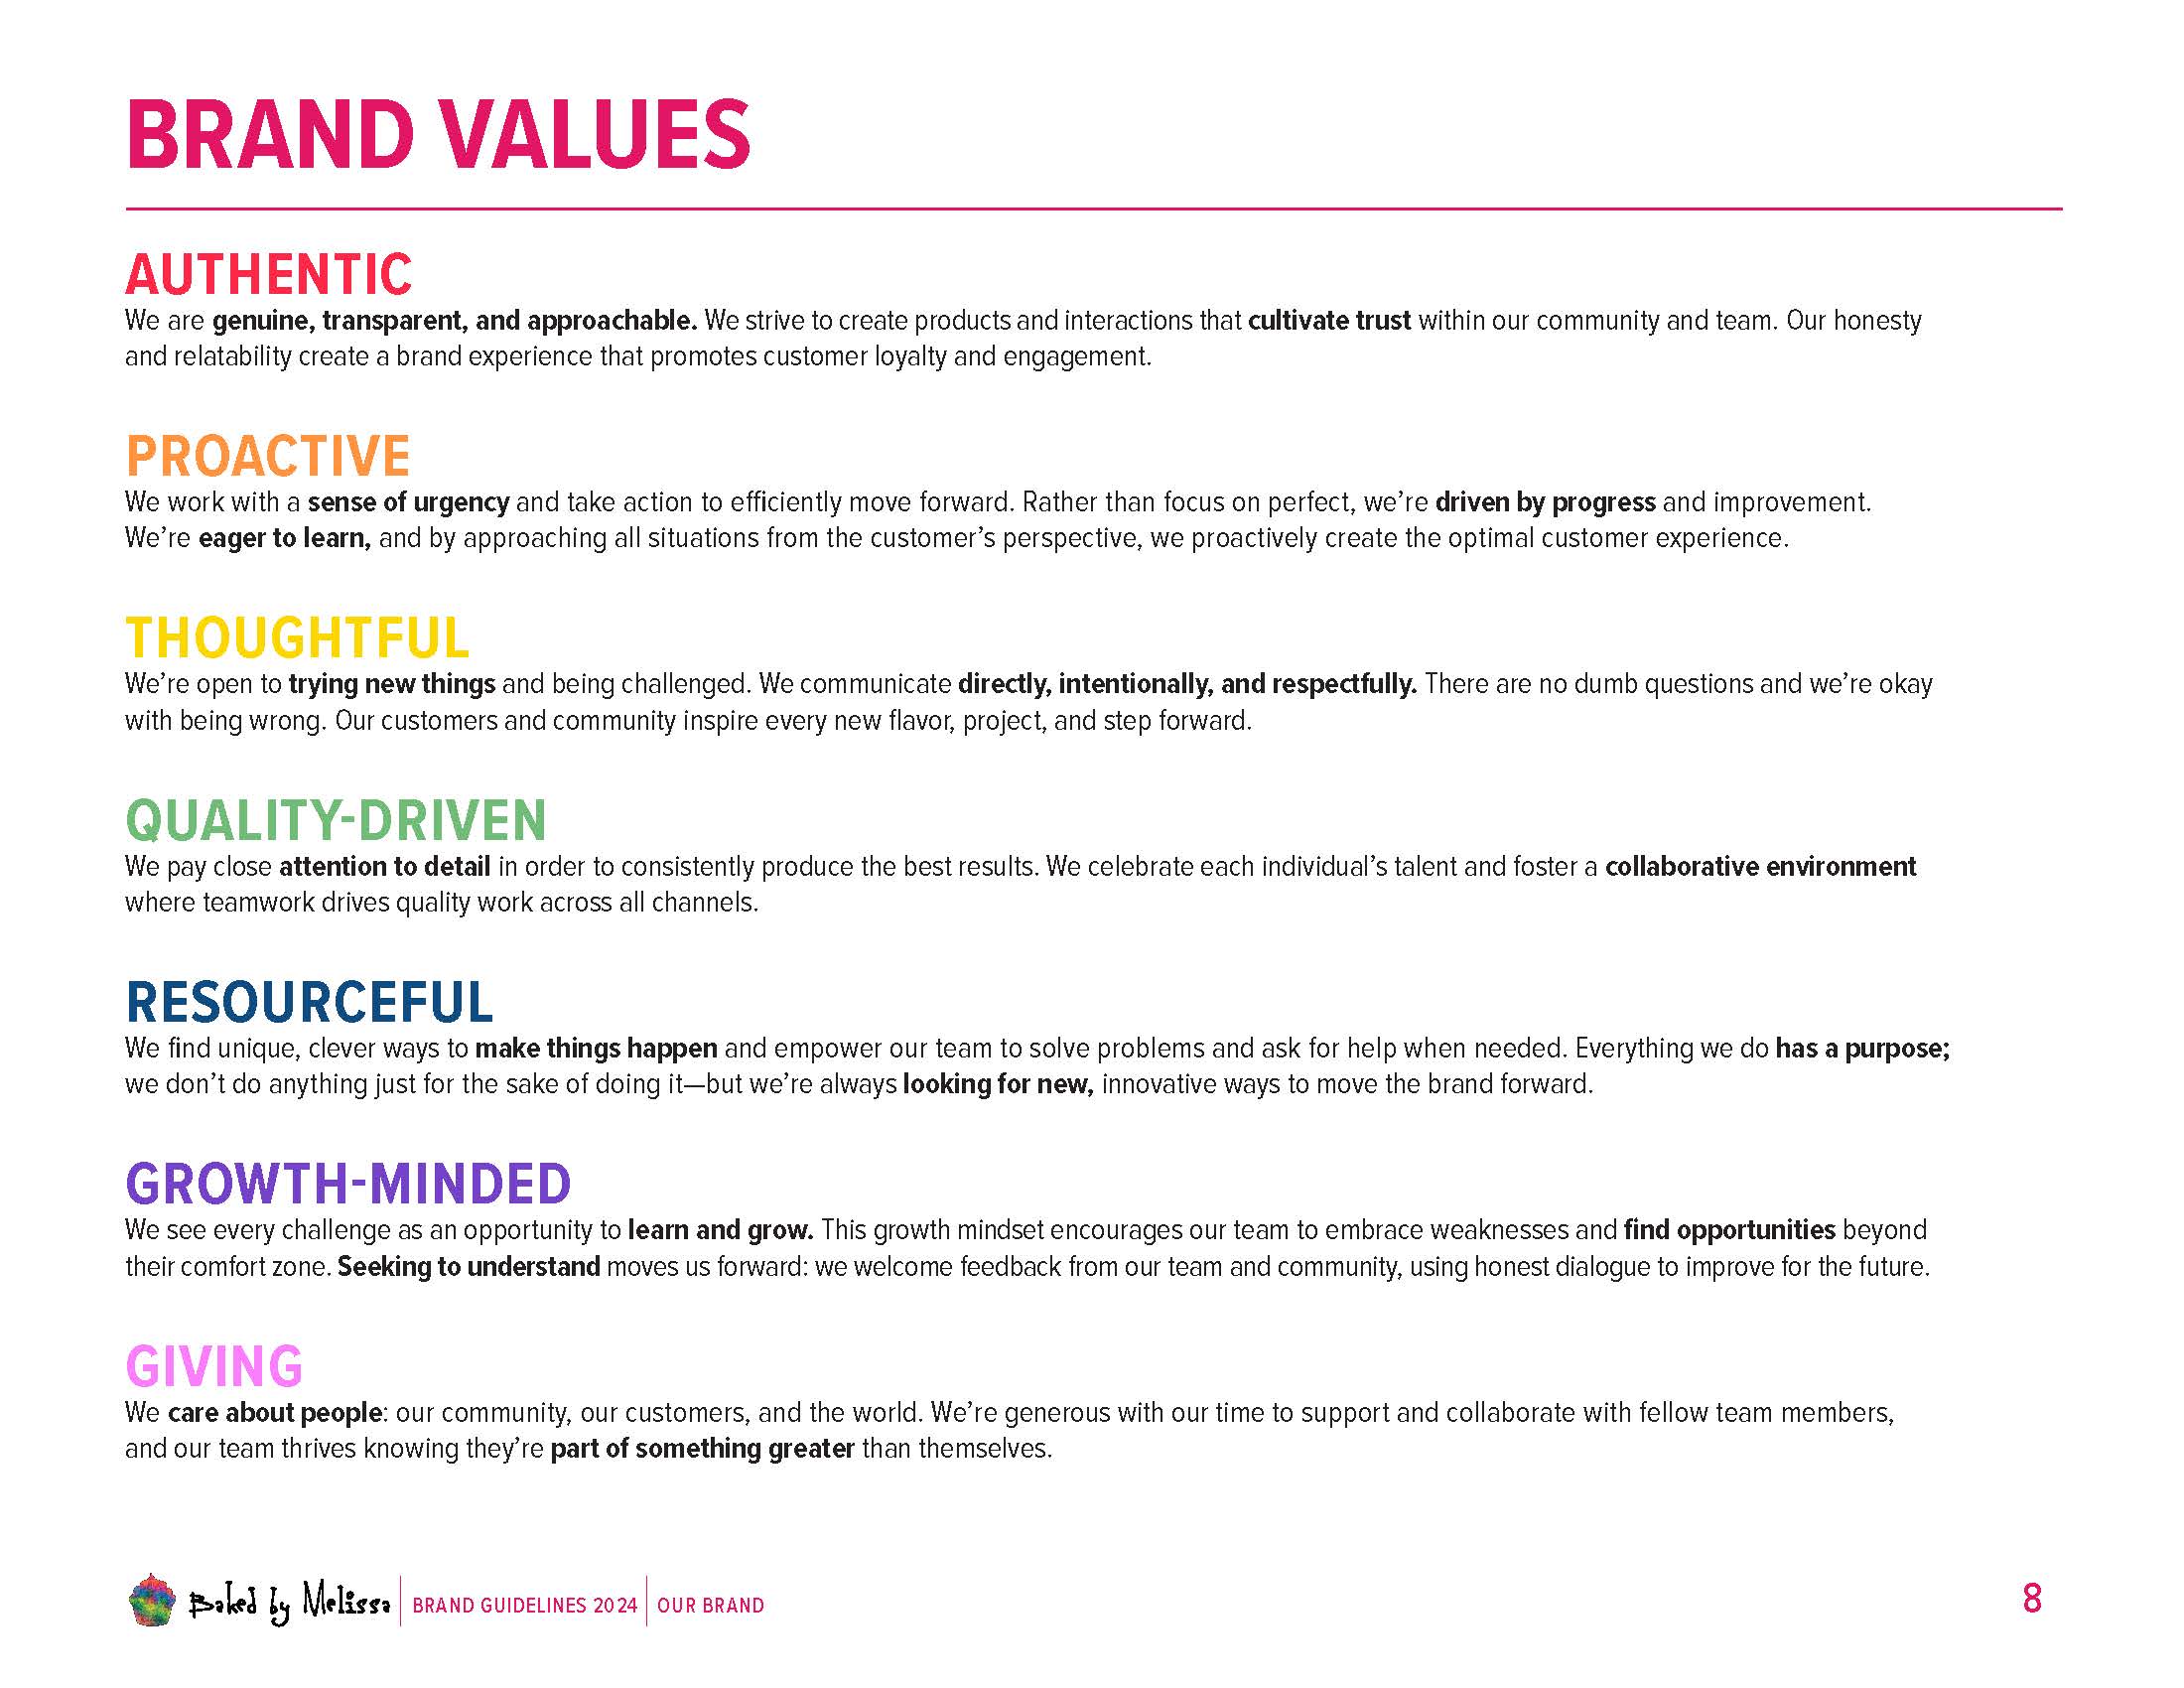 BRAND VALUES
AUTHENTIC
We are genuine, transparent, and approachable. We strive to create products and interactions that cultivate trust within our community and team. Our honesty
and relatability create a brand experience that promotes customer loyalty and engagement.
PROACTIVE
We work with a sense of urgency and take action to efficiently move forward. Rather than focus on perfect, we’re driven by progress and improvement.
We’re eager to learn, and by approaching all situations from the customer’s perspective, we proactively create the optimal customer experience.
THOUGHTFUL
We’re open to trying new things and being challenged. We communicate directly, intentionally, and respectfully. There are no dumb questions and we’re okay
with being wrong. Our customers and community inspire every new flavor, project, and step forward.
QUALITY-DRIVEN
We pay close attention to detail in order to consistently produce the best results. We celebrate each individual’s talent and foster a collaborative environment
where teamwork drives quality work across all channels.
RESOURCEFUL
We find unique, clever ways to make things happen and empower our team to solve problems and ask for help when needed. Everything we do has a purpose;
we don’t do anything just for the sake of doing it—but we’re always looking for new, innovative ways to move the brand forward.
GROWTH-MINDED
We see every challenge as an opportunity to learn and grow. This growth mindset encourages our team to embrace weaknesses and find opportunities beyond
their comfort zone. Seeking to understand moves us forward: we welcome feedback from our team and community, using honest dialogue to improve for the future.
GIVING
We care about people: our community, our customers, and the world. We’re generous with our time to support and collaborate with fellow team members,
and our team thrives knowing they’re part of something greater than themselves.
Baked by Melissa BRAND GUIDELINES 2024 OUR BRAND 8